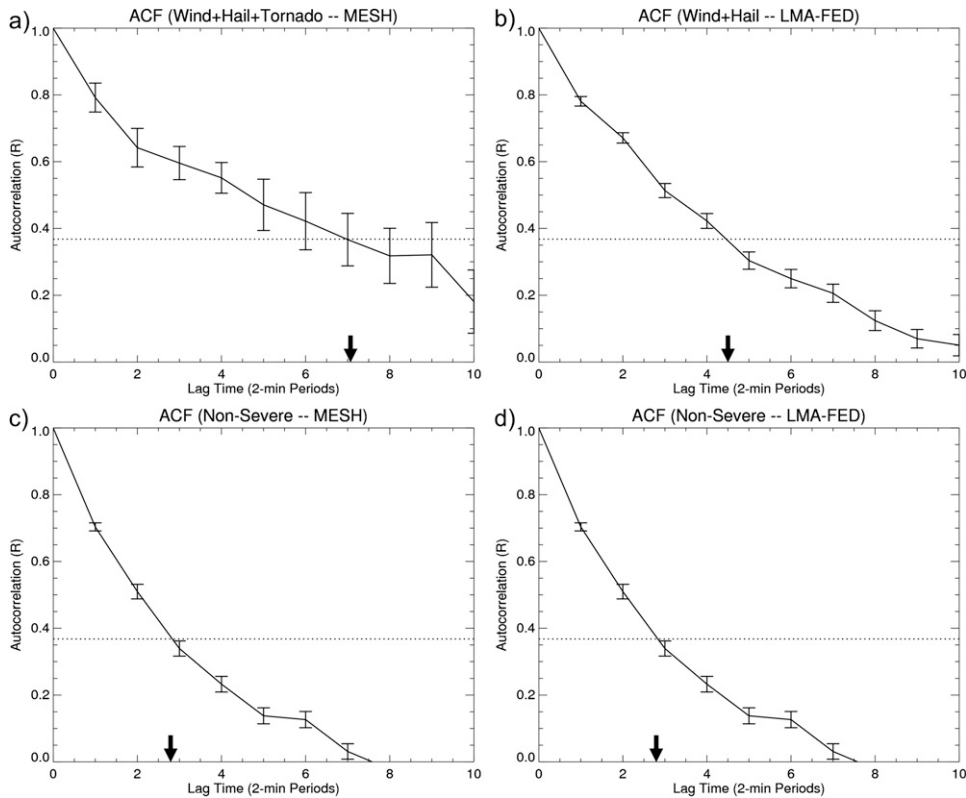 a)
ACF (Wind+Hail+Tornado -- MESH)
1.0
0.8
0.6
0.4
0.2
0.0
Autocorrelation (R)
0 2 4 6 8 10
Lag Time (2-min Periods)
b)
ACF (Wind+Hail -- LMA-FED)
1.0
0.8
0.6
0.4
0.2
0.0
Autocorrelation (R)
0 2 4 6 8 10
Lag Time (2-min Periods)
c)
ACF (Non-Severe -- MESH)
1.0
0.8
0.6
0.4
0.2
0.0
Autocorrelation (R)
0 2 4 6 8 10
Lag Time (2-min Periods)
d)
ACF (Non-Severe -- LMA-FED)
1.0
0.8
0.6
0.4
0.2
0.0
Autocorrelation (R)
0 2 4 6 8 10
Lag Time (2-min Periods)